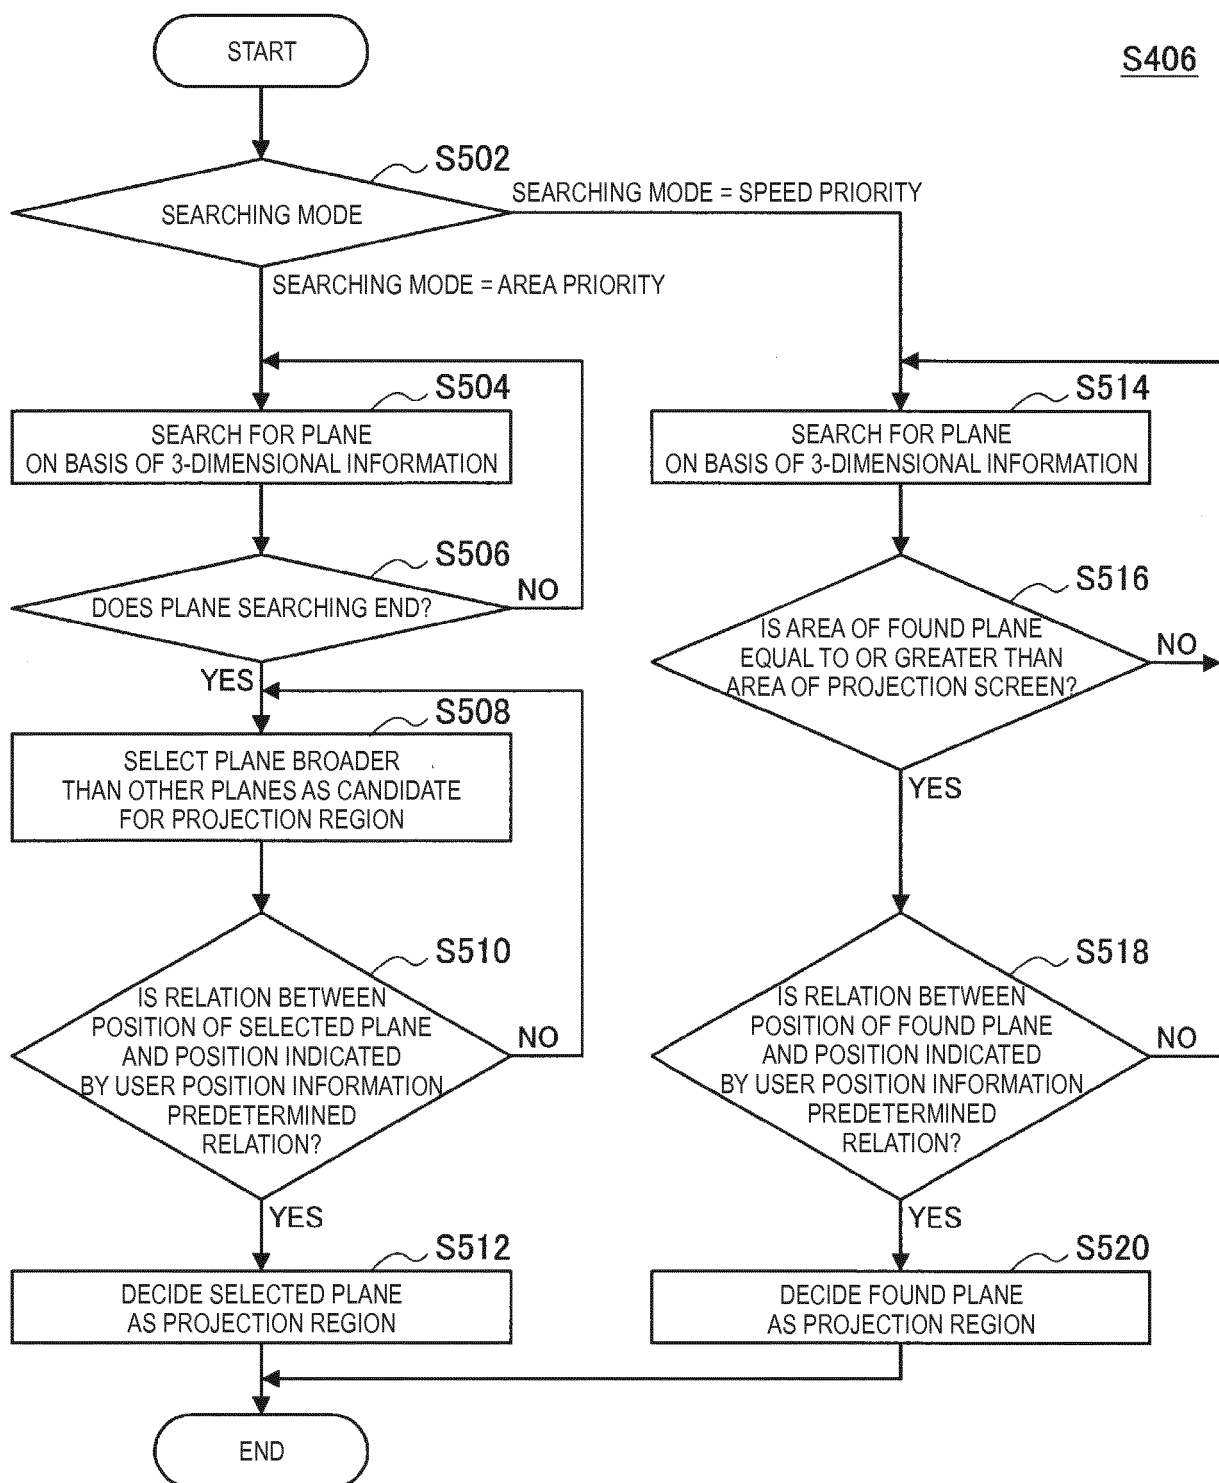 START
S406
S502
SEARCHING MODE
SEARCHING MODE = SPEED PRIORITY
SEARCHING MODE = AREA PRIORITY
S504
SEARCH FOR PLANE
ON BASIS OF 3-DIMENSIONAL INFORMATION
S506
DOES PLANE SEARCHING END?
NO
YES
S508
SELECT PLANE BROADER
THAN OTHER PLANES AS CANDIDATE
FOR PROJECTION REGION
S510
IS RELATION BETWEEN
POSITION OF SELECTED PLANE
AND POSITION INDICATED
BY USER POSITION INFORMATION
PREDETERMINED
RELATION?
NO
YES
S512
DECIDE SELECTED PLANE
AS PROJECTION REGION
S514
SEARCH FOR PLANE
ON BASIS OF 3-DIMENSIONAL INFORMATION
S516
IS AREA OF FOUND PLANE
EQUAL TO OR GREATER THAN
AREA OF PROJECTION SCREEN?
NO
YES
S518
IS RELATION BETWEEN
POSITION OF FOUND PLANE
AND POSITION INDICATED
BY USER POSITION INFORMATION
PREDETERMINED
RELATION?
NO
YES
S520
DECIDE FOUND PLANE
AS PROJECTION REGION
END